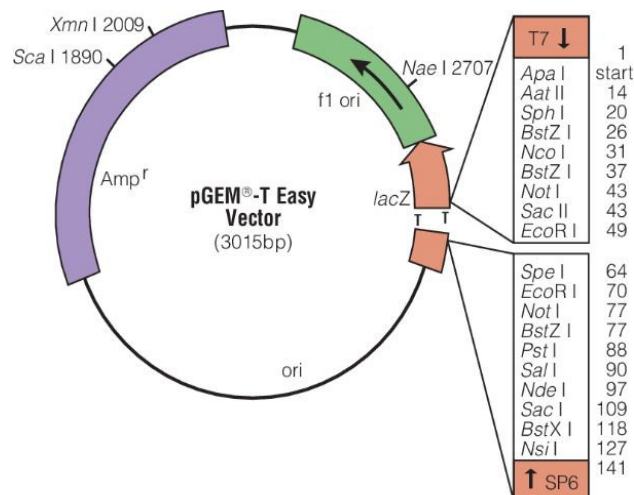 Xmn I 2009
Sca I 1890
Nae I 2707
f1 ori
Ampʳ
pGEM®-T Easy
Vector
(3015bp)
lacZ
T T
ori
T7 ↓
1
start
Apa I
Aat II 14
Sph I 20
BstZ I 26
Nco I 31
BstZ I 37
Not I 43
Sac II 43
EcoR I 49
Spe I 64
EcoR I 70
Not I 77
BstZ I 77
Pst I 88
Sal I 90
Nde I 97
Sac I 109
BstX I 118
Nsi I 127
141
↑ SP6